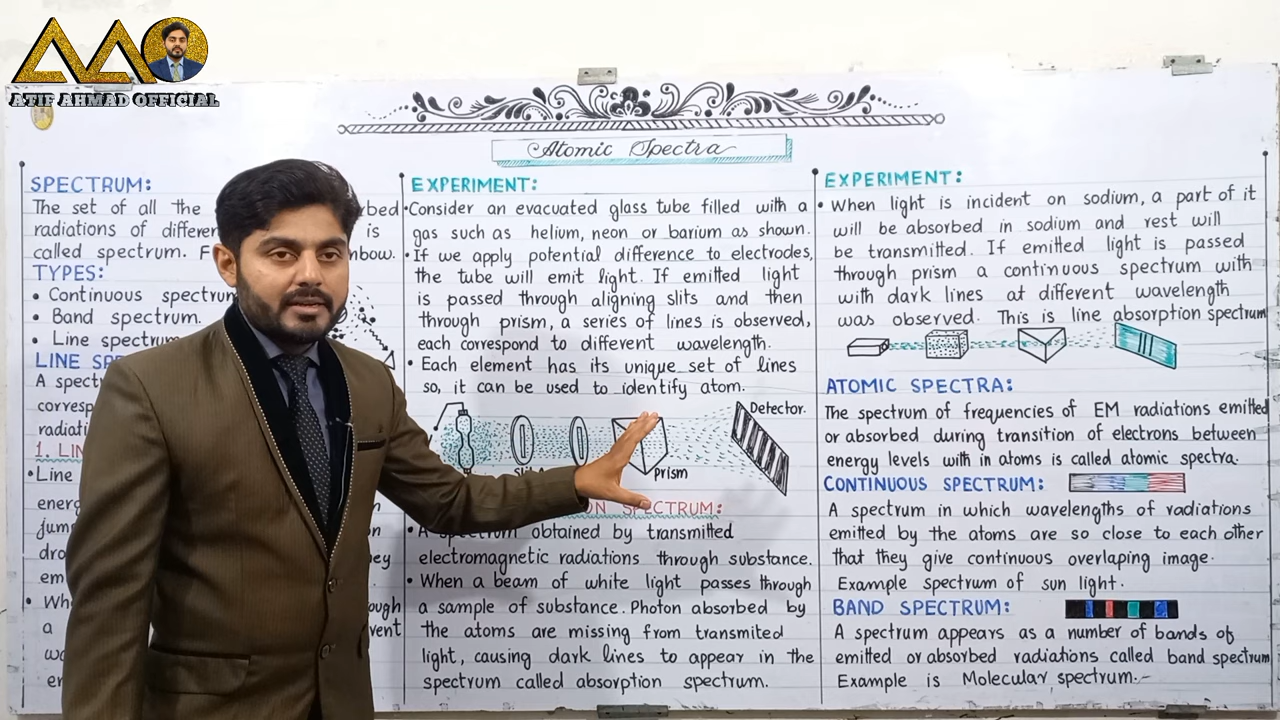 ATIF AHMAD OFFICIAL
Atomic Spectra
SPECTRUM:
The set of all the
radiations of differen is
called spectrum.
TYPES:
• Continuous spectrum
• Band spectrum.
• Line spectrum
LINE
A
corresp
radiati
1. LIN
• Line
energ
jum
dro
em
• Wh
a
wa
en
EXPERIMENT:
• Consider an evacuated glass tube filled with a
gas such as helium, neon or barium as shown.
• If we apply potential difference to electrodes,
the tube will emit light. If emitted light
is passed through aligning slits and then
through prism, a series of lines is observed,
each correspond to different wavelength.
• Each element has its unique set of lines
so, it can be used to identify atom.
Detector.
Prism
SPECTRUM:
• A spectrum obtained by transmitted
electromagnetic radiations through substance.
• When a beam of white light passes through
a sample of substance. Photon absorbed by
the atoms are missing from transmited
light, causing dark lines to appear in the
spectrum called absorption spectrum.
EXPERIMENT:
• When light is incident on sodium, a part of it
will be absorbed in sodium and rest will
be transmitted. If emitted light is passed
through prism a continuous spectrum with
with dark lines at different wavelength
was observed. This is line absorption spectrum
ATOMIC SPECTRA:
The spectrum of frequencies of EM radiations emitted
or absorbed during transition of electrons between
energy levels with in atoms is called atomic spectra.
CONTINUOUS SPECTRUM:
A spectrum in which wavelengths of radiations
emitted by the atoms are so close to each other
that they give continuous overlaping image.
Example spectrum of sun light.
BAND SPECTRUM:
A spectrum appears as a number of bands of
emitted or absorbed radiations called band spectrum
Example is Molecular spectrum.-